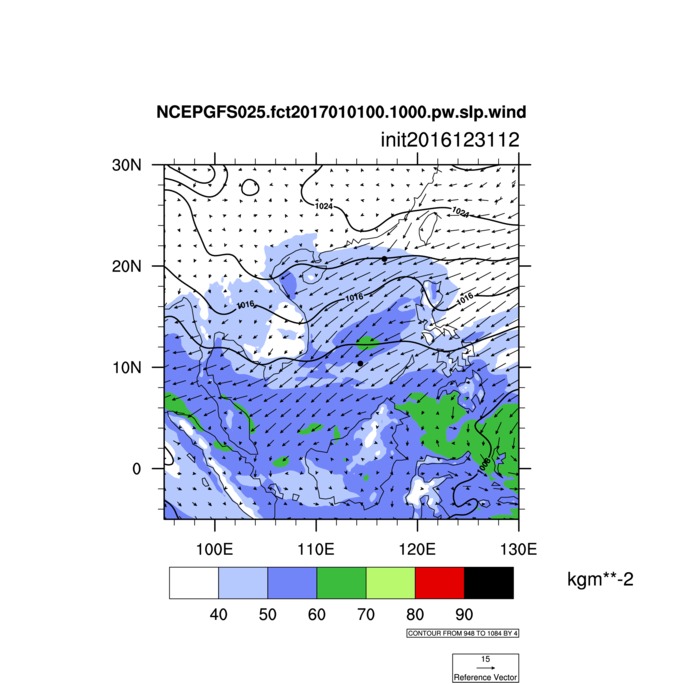 NCEPGFS025.fct2017010100.1000.pw.slp.wind
init2016123112
30N
20N
10N
0
1024
1024
1016
1016
1016
1008
100E 110E 120E 130E
kgm**-2
40 50 60 70 80 90
CONTOUR FROM 948 TO 1084 BY 4
15
Reference Vector